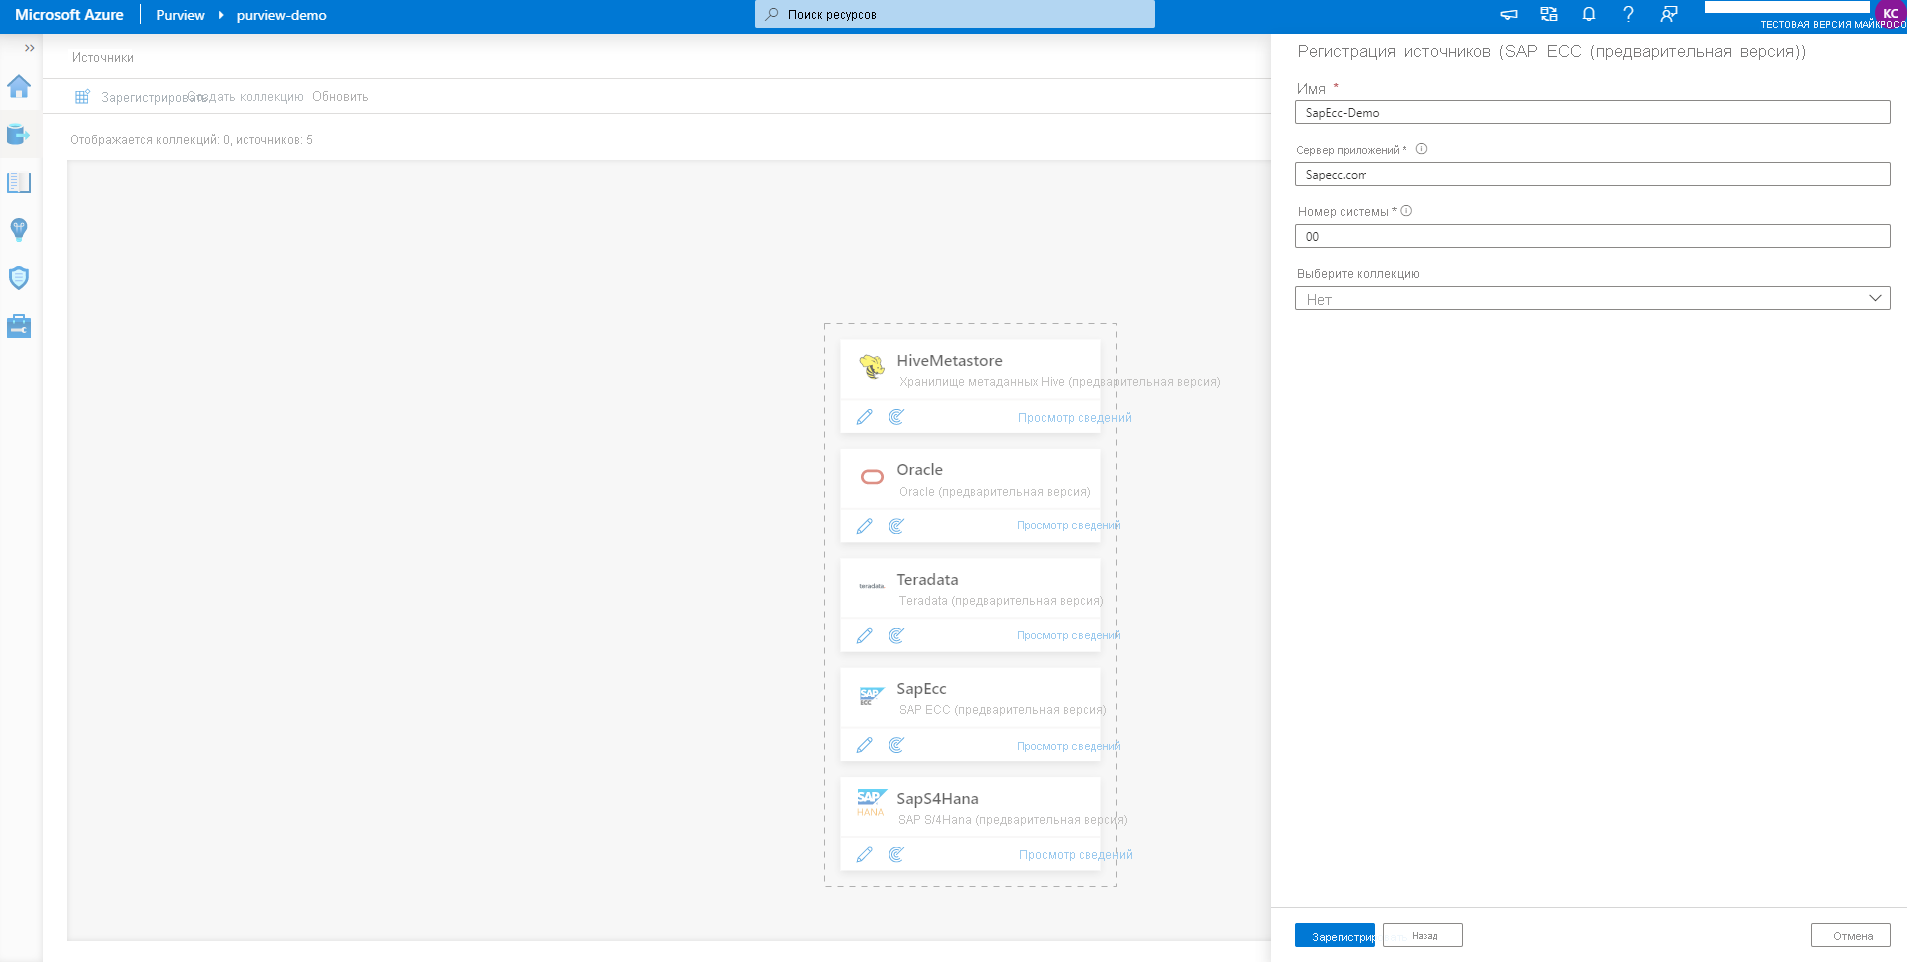 Microsoft Azure
Purview
purview-demo
Поиск ресурсов
KC
ТЕСТОВАЯ ВЕРСИЯ МАЙКРОСО
Источники
Зарегистрировать
Создать коллекцию
Обновить
Отображается коллекций: 0, источников: 5
HiveMetastore
Хранилище метаданных Hive (предварительная версия)
Просмотр сведений
Oracle
Oracle (предварительная версия)
Просмотр сведений
teradata.
Teradata
Teradata (предварительная версия)
Просмотр сведений
SAP
ECC
SapEcc
SAP ECC (предварительная версия)
Просмотр сведений
SAP
HANA
SapS4Hana
SAP S/4Hana (предварительная версия)
Просмотр сведений
Регистрация источников (SAP ECC (предварительная версия))
Имя *
SapEcc-Demo
Сервер приложений *
Sapecc.com
Номер системы *
00
Выберите коллекцию
Нет
Зарегистрировать
Назад
Отмена